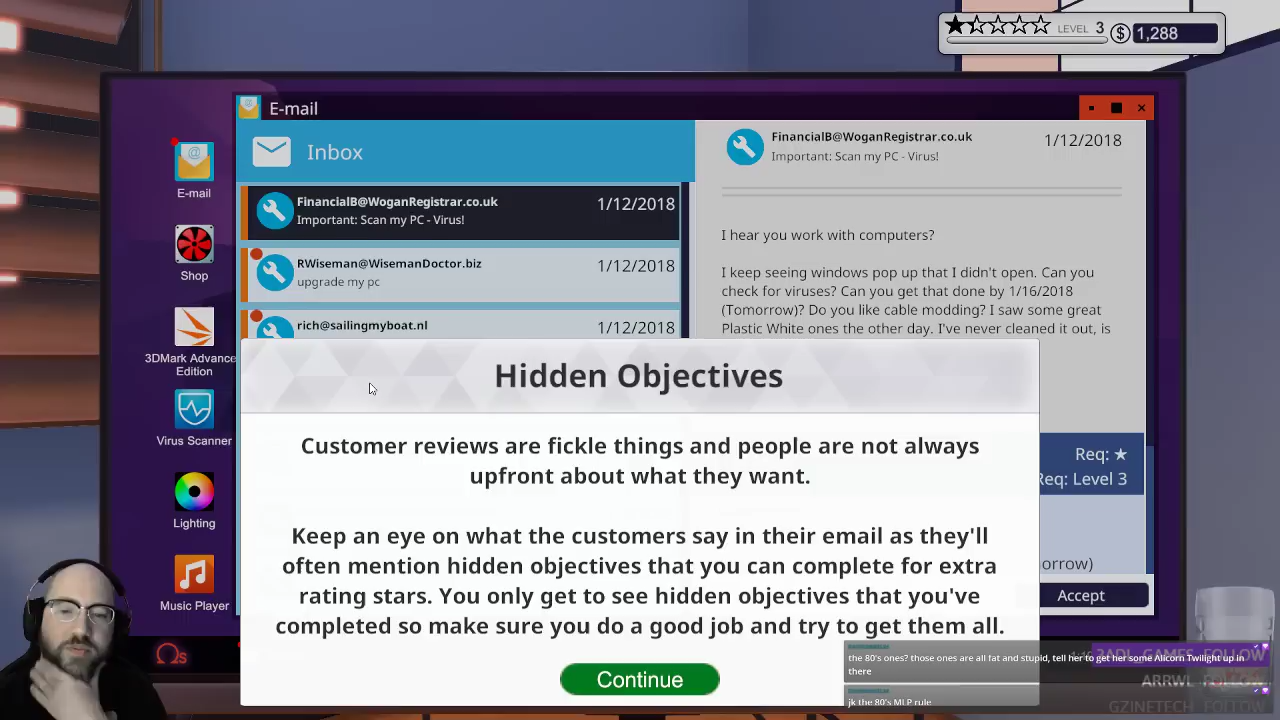 LEVEL 3
$ 1,288
E-mail
Inbox
FinancialB@WoganRegistrar.co.uk
Important: Scan my PC - Virus!
1/12/2018
RWiseman@WisemanDoctor.biz
upgrade my pc
1/12/2018
rich@sailingmyboat.nl
1/12/2018
FinancialB@WoganRegistrar.co.uk
Important: Scan my PC - Virus!
1/12/2018
I hear you work with computers?
I keep seeing windows pop up that I didn't open. Can you
check for viruses? Can you get that done by 1/16/2018
(Tomorrow)? Do you like cable modding? I saw some great
Plastic White ones the other day. I've never cleaned it out, is
Req: ★
Req: Level 3
orrow)
Accept
E-mail
Shop
3DMark Advance
Edition
Virus Scanner
Lighting
Music Player
Hidden Objectives
Customer reviews are fickle things and people are not always
upfront about what they want.
Keep an eye on what the customers say in their email as they'll
often mention hidden objectives that you can complete for extra
rating stars. You only get to see hidden objectives that you've
completed so make sure you do a good job and try to get them all.
Continue
the 80's ones? those ones are all fat and stupid, tell her to get her some Alicorn Twilight up in
there
jk the 80's MLP rule
GAMES FOLLOW
ARRWL FOLLOW
GZINETECH FOLLOW